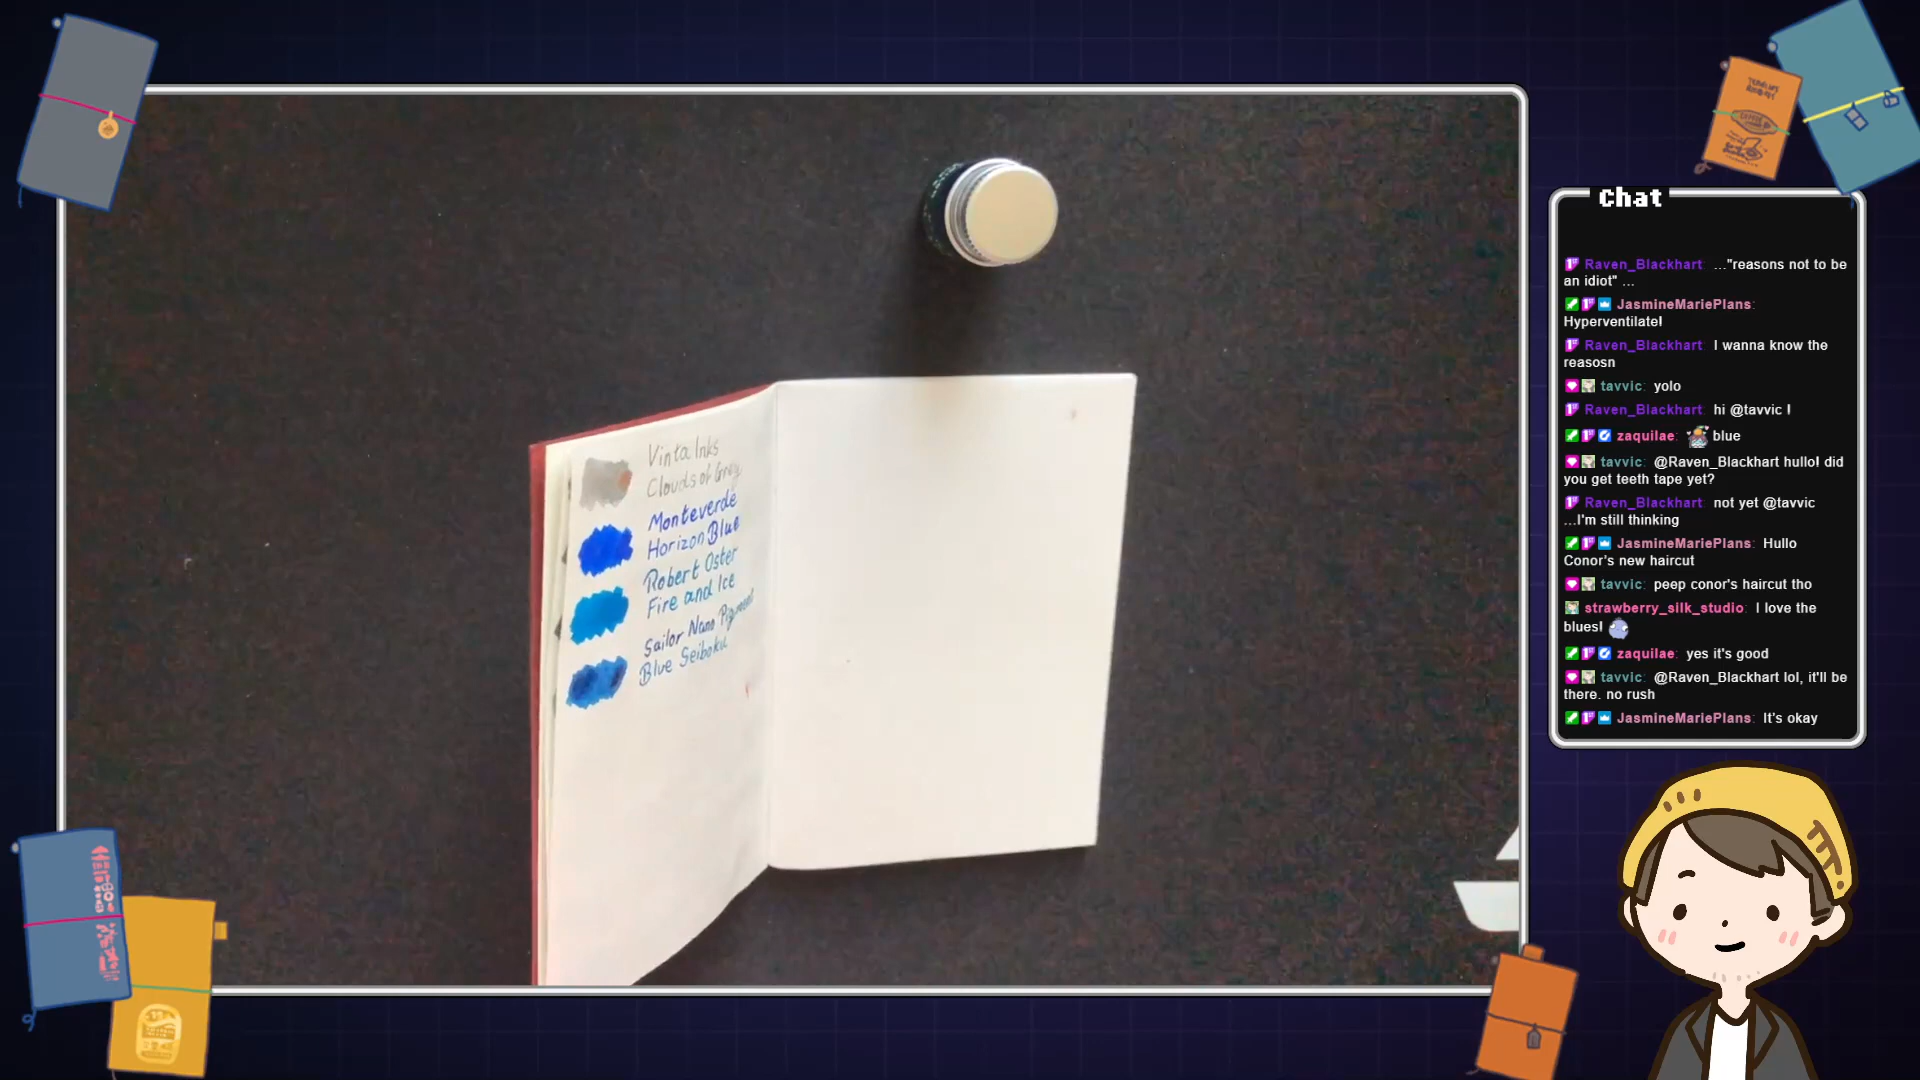 Vinta Inks
Clouds of Grey
Monteverde
Horizon Blue
Robert Oster
Fire and Ice
Sailor Nano Pigment
Blue Seiboku
chat
Raven_Blackhart: ..."reasons not to be
an idiot" ...
JasmineMariePlans:
Hyperventilate!
Raven_Blackhart: I wanna know the
reasosn
tavvic: yolo
Raven_Blackhart: hi @tavvic !
zaquilae: blue
tavvic: @Raven_Blackhart hullo! did
you get teeth tape yet?
Raven_Blackhart: not yet @tavvic
...I'm still thinking
JasmineMariePlans: Hullo
Conor's new haircut
tavvic: peep conor's haircut tho
strawberry_silk_studio: I love the
blues!
zaquilae: yes it's good
tavvic: @Raven_Blackhart lol, it'll be
there. no rush
JasmineMariePlans: It's okay